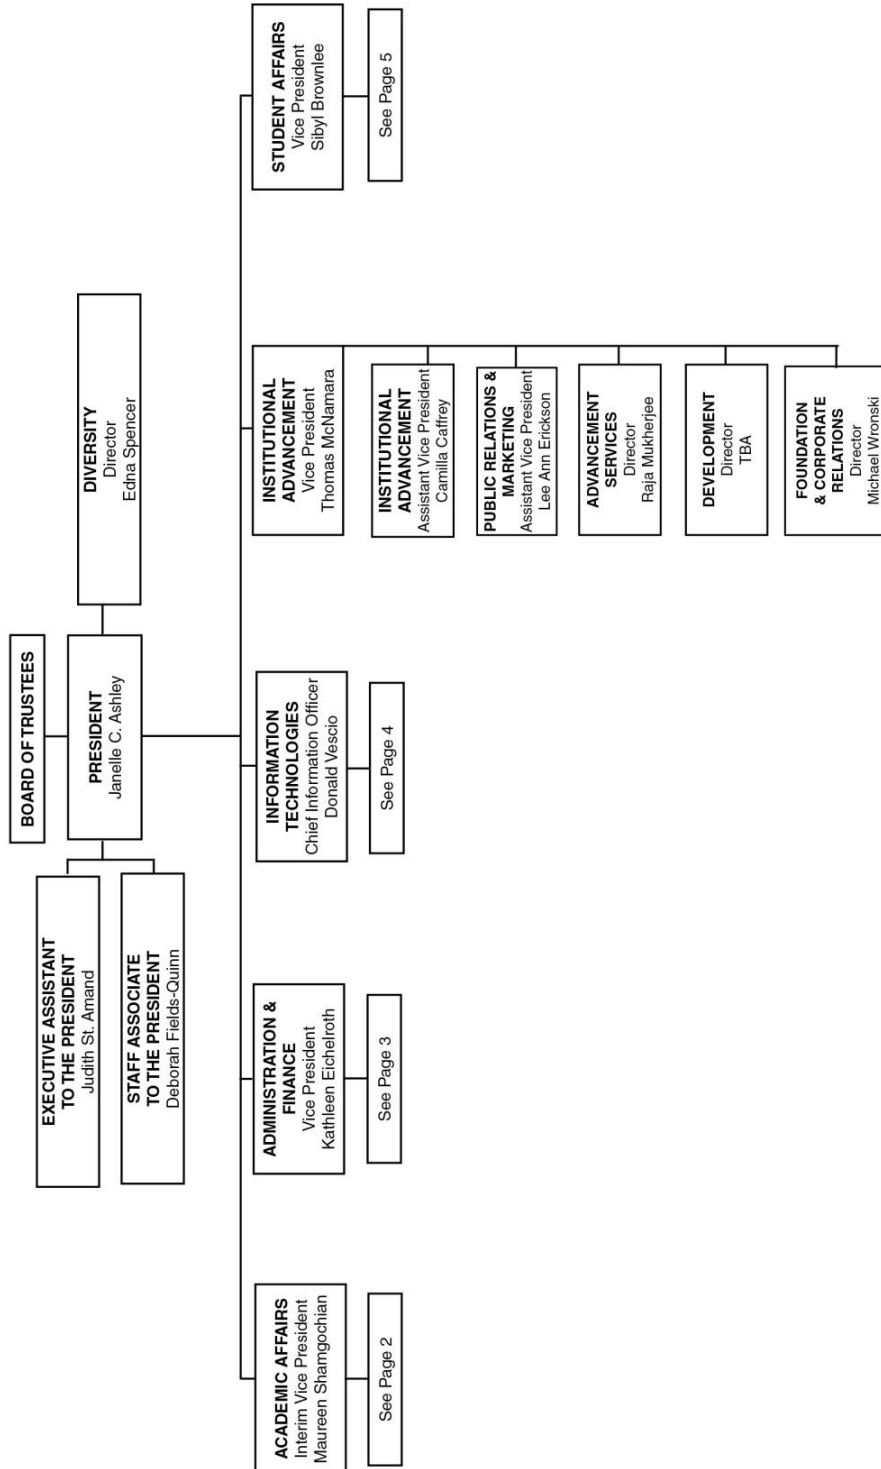 BOARD OF TRUSTEES
PRESIDENT
Janelle C. Ashley
EXECUTIVE ASSISTANT
TO THE PRESIDENT
Judith St. Amand
STAFF ASSOCIATE
TO THE PRESIDENT
Deborah Fields-Quinn
DIVERSITY
Director
Edna Spencer
ACADEMIC AFFAIRS
Interim Vice President
Maureen Shamgochian
See Page 2
ADMINISTRATION &
FINANCE
Vice President
Kathleen Eichelroth
See Page 3
INFORMATION
TECHNOLOGIES
Chief Information Officer
Donald Vescio
See Page 4
INSTITUTIONAL
ADVANCEMENT
Vice President
Thomas McNamara
INSTITUTIONAL
ADVANCEMENT
Assistant Vice President
Camilla Caffrey
PUBLIC RELATIONS &
MARKETING
Assistant Vice President
Lee Ann Erickson
ADVANCEMENT
SERVICES
Director
Raja Mukherjee
DEVELOPMENT
Director
TBA
FOUNDATION
& CORPORATE
RELATIONS
Director
Michael Wronski
STUDENT AFFAIRS
Vice President
Sibyl Brownlee
See Page 5